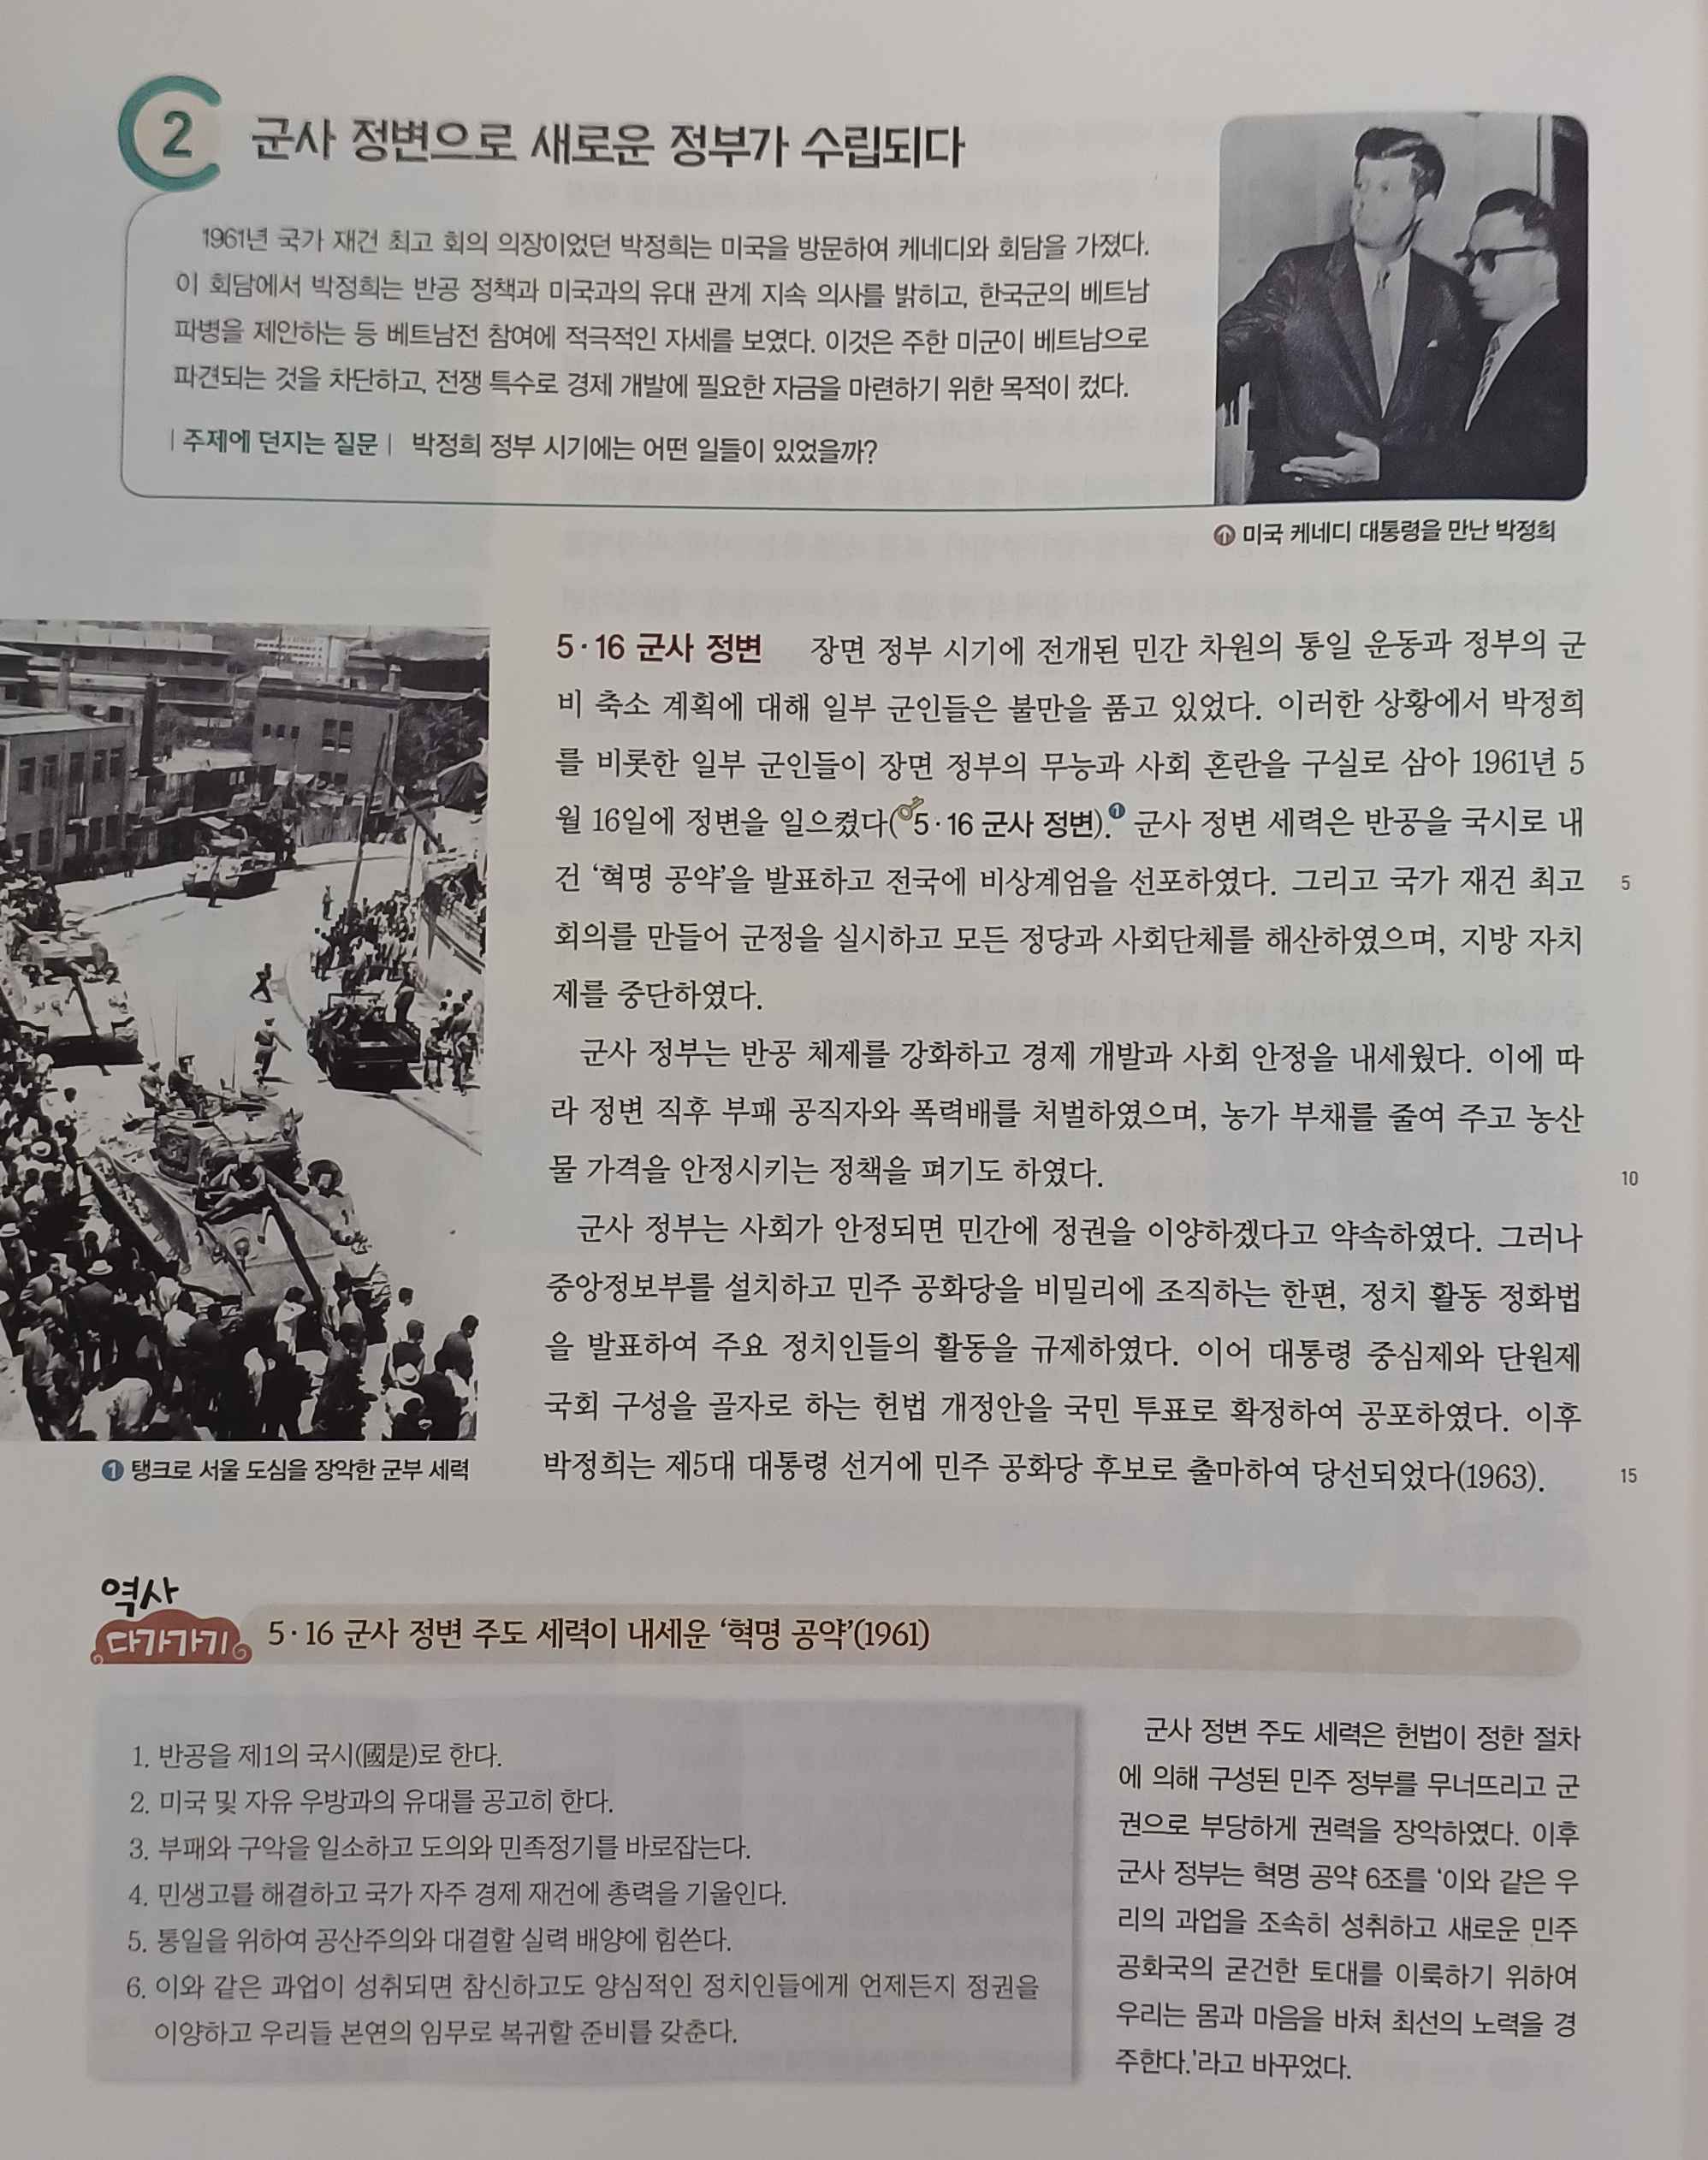 2 군사 정변으로 새로운 정부가 수립되다
1961년 국가 재건 최고 회의 의장이었던 박정희는 미국을 방문하여 케네디와 회담을 가졌다.
이 회담에서 박정희는 반공 정책과 미국과의 유대 관계 지속 의사를 밝히고, 한국군의 베트남
파병을 제안하는 등 베트남전 참여에 적극적인 자세를 보였다. 이것은 주한 미군이 베트남으로
파견되는 것을 차단하고, 전쟁 특수로 경제 개발에 필요한 자금을 마련하기 위한 목적이 컸다.
| 주제에 던지는 질문 | 박정희 정부 시기에는 어떤 일들이 있었을까?
미국 케네디 대통령을 만난 박정희
5·16 군사 정변 장면 정부 시기에 전개된 민간 차원의 통일 운동과 정부의 군
비 축소 계획에 대해 일부 군인들은 불만을 품고 있었다. 이러한 상황에서 박정희
를 비롯한 일부 군인들이 장면 정부의 무능과 사회 혼란을 구실로 삼아 1961년 5
월 16일에 정변을 일으켰다(5·16 군사 정변).❶ 군사 정변 세력은 반공을 국시로 내
건 ‘혁명 공약’을 발표하고 전국에 비상계엄을 선포하였다. 그리고 국가 재건 최고 5
회의를 만들어 군정을 실시하고 모든 정당과 사회단체를 해산하였으며, 지방 자치
제를 중단하였다.
군사 정부는 반공 체제를 강화하고 경제 개발과 사회 안정을 내세웠다. 이에 따
라 정변 직후 부패 공직자와 폭력배를 처벌하였으며, 농가 부채를 줄여 주고 농산
물 가격을 안정시키는 정책을 펴기도 하였다. 10
군사 정부는 사회가 안정되면 민간에 정권을 이양하겠다고 약속하였다. 그러나
중앙정보부를 설치하고 민주 공화당을 비밀리에 조직하는 한편, 정치 활동 정화법
을 발표하여 주요 정치인들의 활동을 규제하였다. 이어 대통령 중심제와 단원제
국회 구성을 골자로 하는 헌법 개정안을 국민 투표로 확정하여 공포하였다. 이후
박정희는 제5대 대통령 선거에 민주 공화당 후보로 출마하여 당선되었다(1963). 15
❶ 탱크로 서울 도심을 장악한 군부 세력
역사
다가가기
5·16 군사 정변 주도 세력이 내세운 ‘혁명 공약’(1961)
1. 반공을 제1의 국시(國是)로 한다.
2. 미국 및 자유 우방과의 유대를 공고히 한다.
3. 부패와 구악을 일소하고 도의와 민족정기를 바로잡는다.
4. 민생고를 해결하고 국가 자주 경제 재건에 총력을 기울인다.
5. 통일을 위하여 공산주의와 대결할 실력 배양에 힘쓴다.
6. 이와 같은 과업이 성취되면 참신하고도 양심적인 정치인들에게 언제든지 정권을
이양하고 우리들 본연의 임무로 복귀할 준비를 갖춘다.
군사 정변 주도 세력은 헌법이 정한 절차
에 의해 구성된 민주 정부를 무너뜨리고 군
권으로 부당하게 권력을 장악하였다. 이후
군사 정부는 혁명 공약 6조를 ‘이와 같은 우
리의 과업을 조속히 성취하고 새로운 민주
공화국의 굳건한 토대를 이룩하기 위하여
우리는 몸과 마음을 바쳐 최선의 노력을 경
주한다.’라고 바꾸었다.